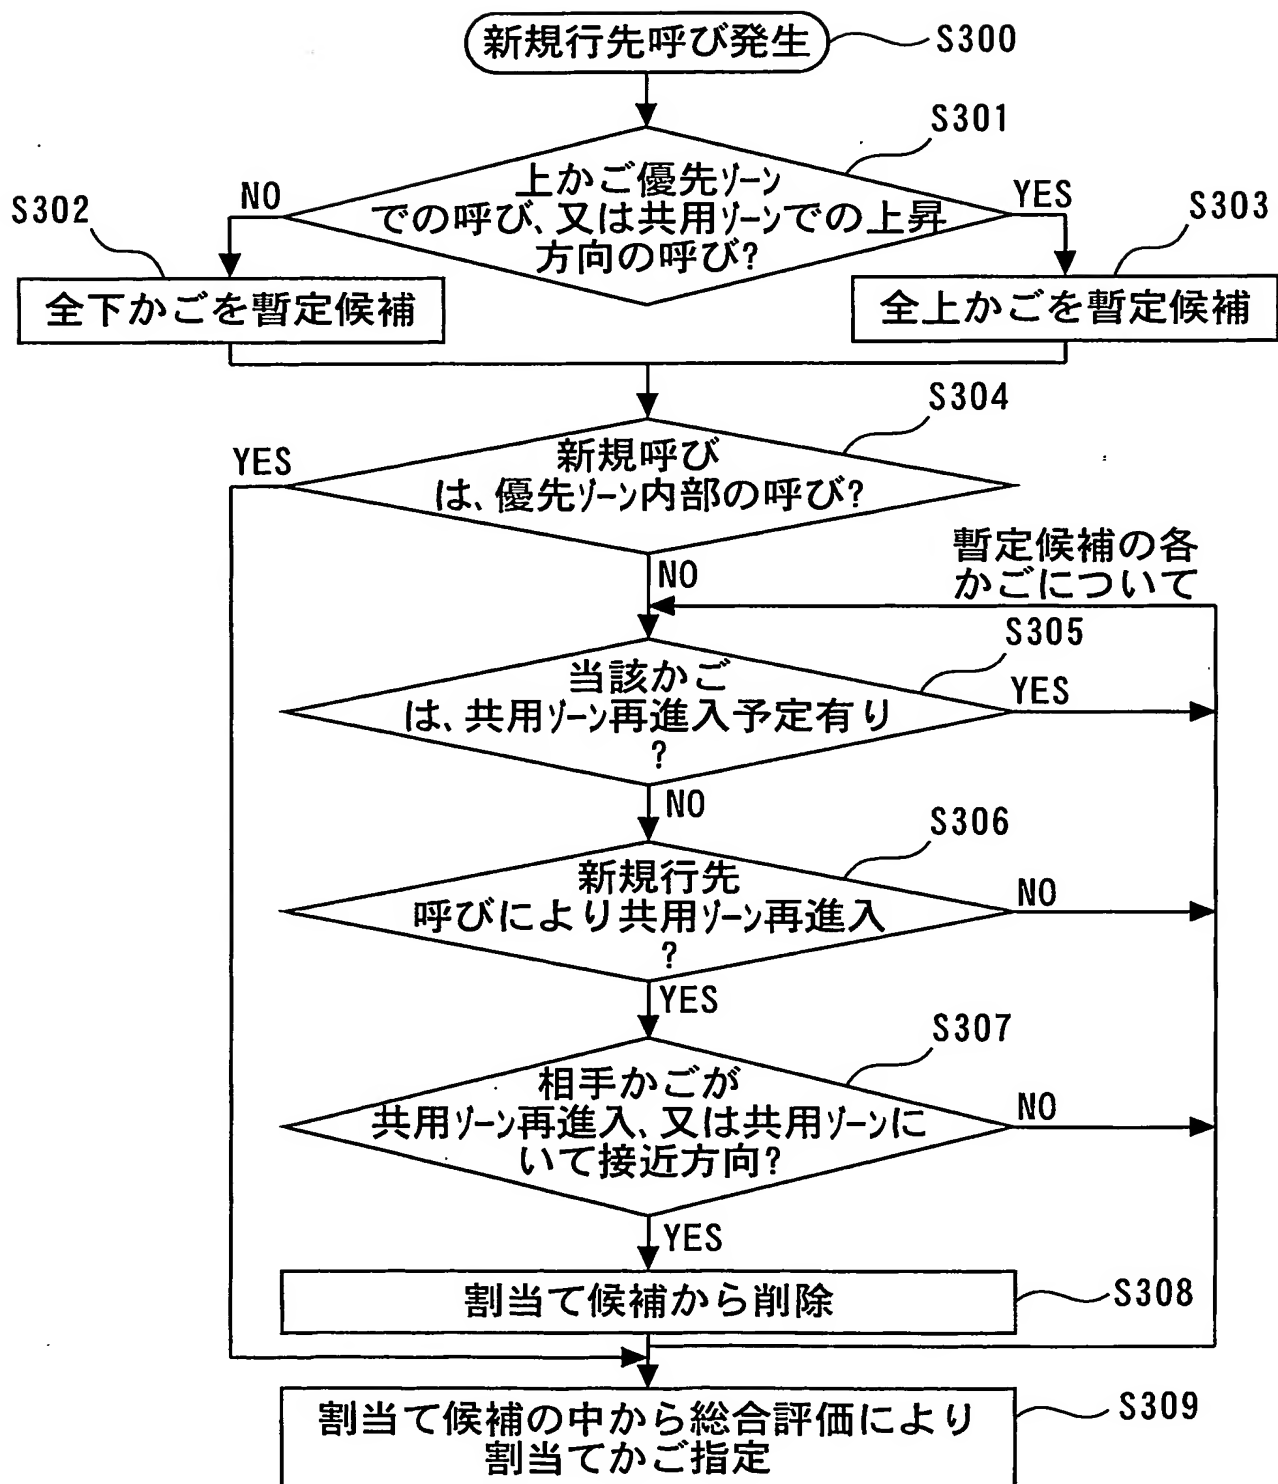 新規行先呼び発生
S300
S301
上かご優先ｿﾞｰﾝ
での呼び、又は共用ｿﾞｰﾝでの上昇
方向の呼び?
NO
YES
S302
S303
全下かごを暫定候補
全上かごを暫定候補
S304
新規呼び
は、優先ｿﾞｰﾝ内部の呼び?
YES
NO
暫定候補の各
かごについて
S305
当該かご
は、共用ｿﾞｰﾝ再進入予定有り
?
YES
NO
S306
新規行先
呼びにより共用ｿﾞｰﾝ再進入
?
NO
YES
S307
相手かごが
共用ｿﾞｰﾝ再進入、又は共用ｿﾞｰﾝに
いて接近方向?
NO
YES
割当て候補から削除
S308
割当て候補の中から総合評価により
割当てかご指定
S309